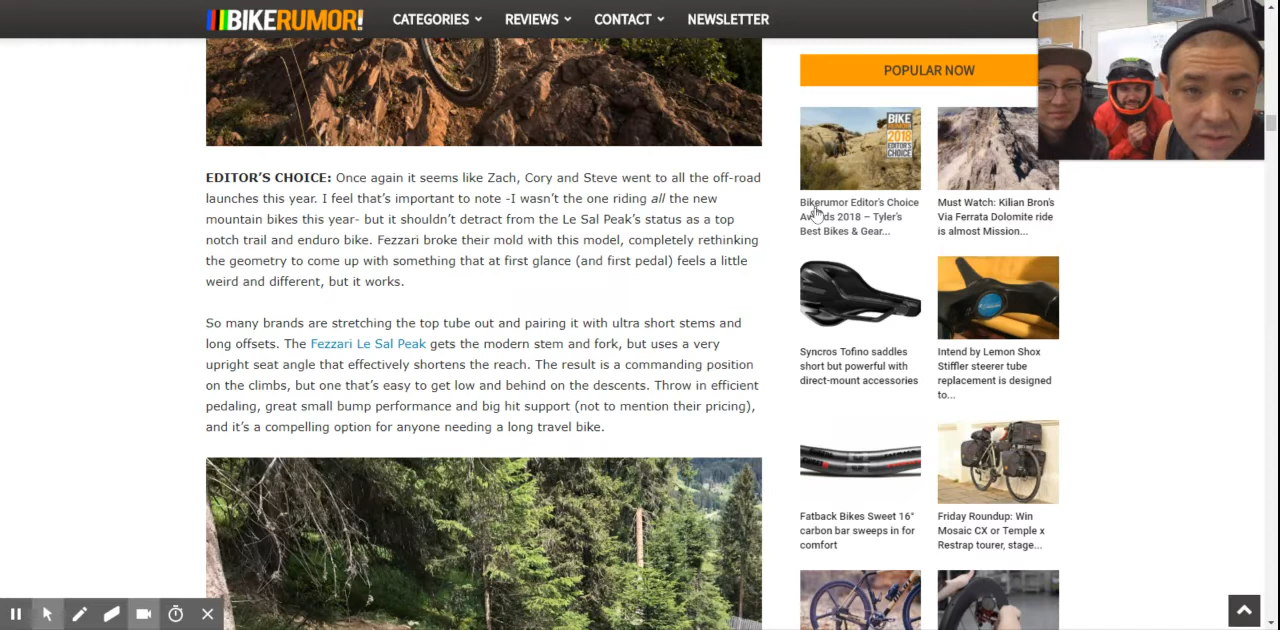 BIKERUMOR!
CATEGORIES
REVIEWS
CONTACT
NEWSLETTER
EDITOR'S CHOICE: Once again it seems like Zach, Cory and Steve went to all the off-road
launches this year. I feel that's important to note -I wasn't the one riding all the new
mountain bikes this year- but it shouldn't detract from the Le Sal Peak's status as a top
notch trail and enduro bike. Fezzari broke their mold with this model, completely rethinking
the geometry to come up with something that at first glance (and first pedal) feels a little
weird and different, but it works.
So many brands are stretching the top tube out and pairing it with ultra short stems and
long offsets. The Fezzari Le Sal Peak gets the modern stem and fork, but uses a very
upright seat angle that effectively shortens the reach. The result is a commanding position
on the climbs, but one that's easy to get low and behind on the descents. Throw in efficient
pedaling, great small bump performance and big hit support (not to mention their pricing),
and it's a compelling option for anyone needing a long travel bike.
POPULAR NOW
BIKE
RUMOR
2018
EDITOR'S
CHOICE
Bikerumor Editor's Choice
Awards 2018 – Tyler's
Best Bikes & Gear...
Must Watch: Kilian Bron's
Via Ferrata Dolomite ride
is almost Mission...
Syncros Tofino saddles
short but powerful with
direct-mount accessories
Intend by Lemon Shox
Stiffler steerer tube
replacement is designed
to...
Fatback Bikes Sweet 16°
carbon bar sweeps in for
comfort
Friday Roundup: Win
Mosaic CX or Temple x
Restrap tourer, stage...